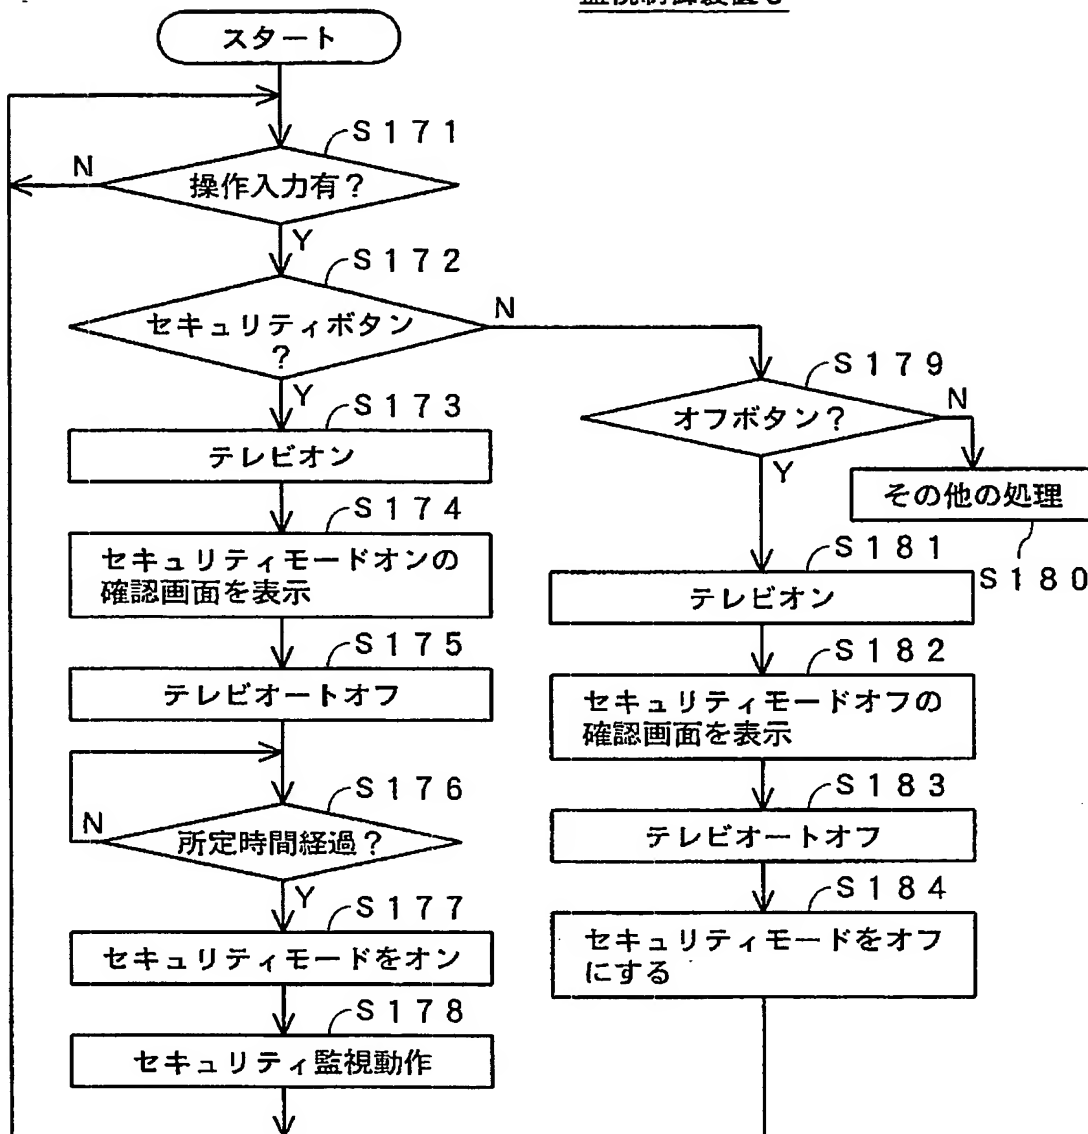 スタート
S171
操作入力有?
N
Y
S172
セキュリティボタン
?
N
Y
S173
テレビオン
S174
セキュリティモードオンの
確認画面を表示
S175
テレビオートオフ
S176
所定時間経過?
N
Y
S177
セキュリティモードをオン
S178
セキュリティ監視動作
S179
オフボタン?
N
Y
その他の処理
S180
S181
テレビオン
S182
セキュリティモードオフの
確認画面を表示
S183
テレビオートオフ
S184
セキュリティモードをオフ
にする